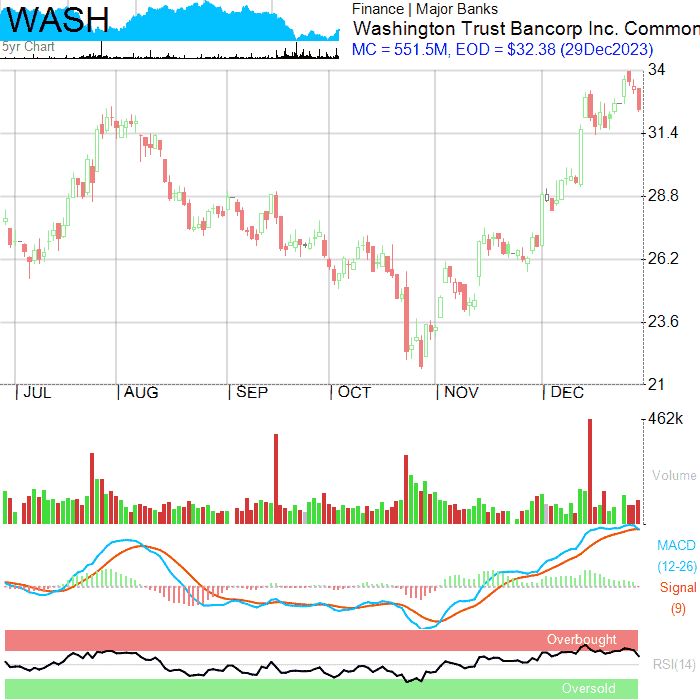 WASH
5yr Chart
Finance | Major Banks
Washington Trust Bancorp Inc. Common
MC = 551.5M, EOD = $32.38 (29Dec2023)
34
31.4
28.8
26.2
23.6
21
| JUL | AUG | SEP | OCT | NOV | DEC
462k
Volume
MACD
(12-26)
Signal
(9)
Overbought
RSI(14)
Oversold